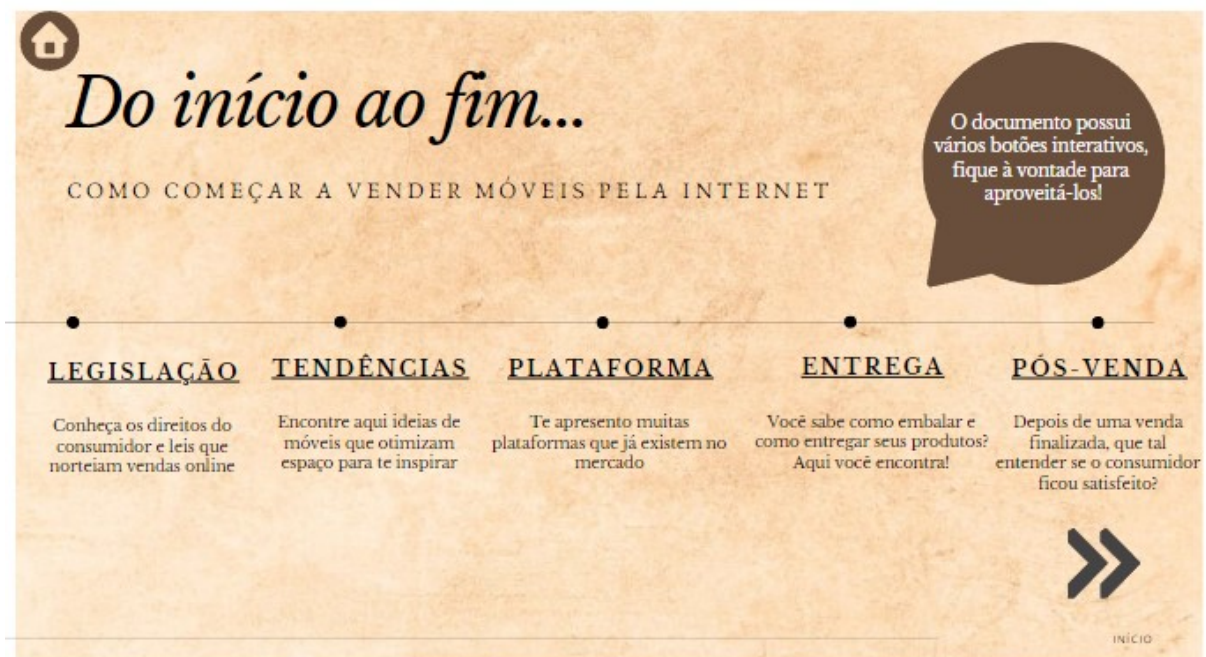 Do início ao fim...
COMO COMEÇAR A VENDER MÓVEIS PELA INTERNET
O documento possui
vários botões interativos,
fique à vontade para
aproveitá-los!
LEGISLAÇÃO
Conheça os direitos do
consumidor e leis que
norteiam vendas online
TENDÊNCIAS
Encontre aqui ideias de
móveis que otimizam
espaço para te inspirar
PLATAFORMA
Te apresento muitas
plataformas que já existem no
mercado
ENTREGA
Você sabe como embalar e
como entregar seus produtos?
Aqui você encontra!
PÓS-VENDA
Depois de uma venda
finalizada, que tal
entender se o consumidor
ficou satisfeito?
INÍCIO